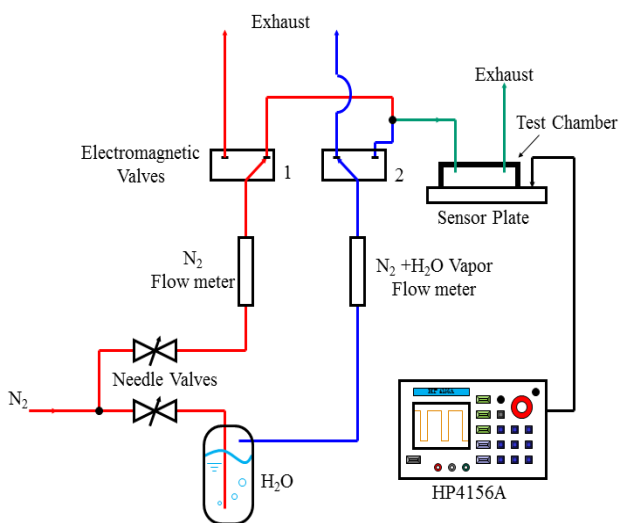 Exhaust
Exhaust
Test Chamber
Electromagnetic
Valves
1
2
Sensor Plate
N₂
Flow meter
N₂ +H₂O Vapor
Flow meter
Needle Valves
N₂
H₂O
HP4156A